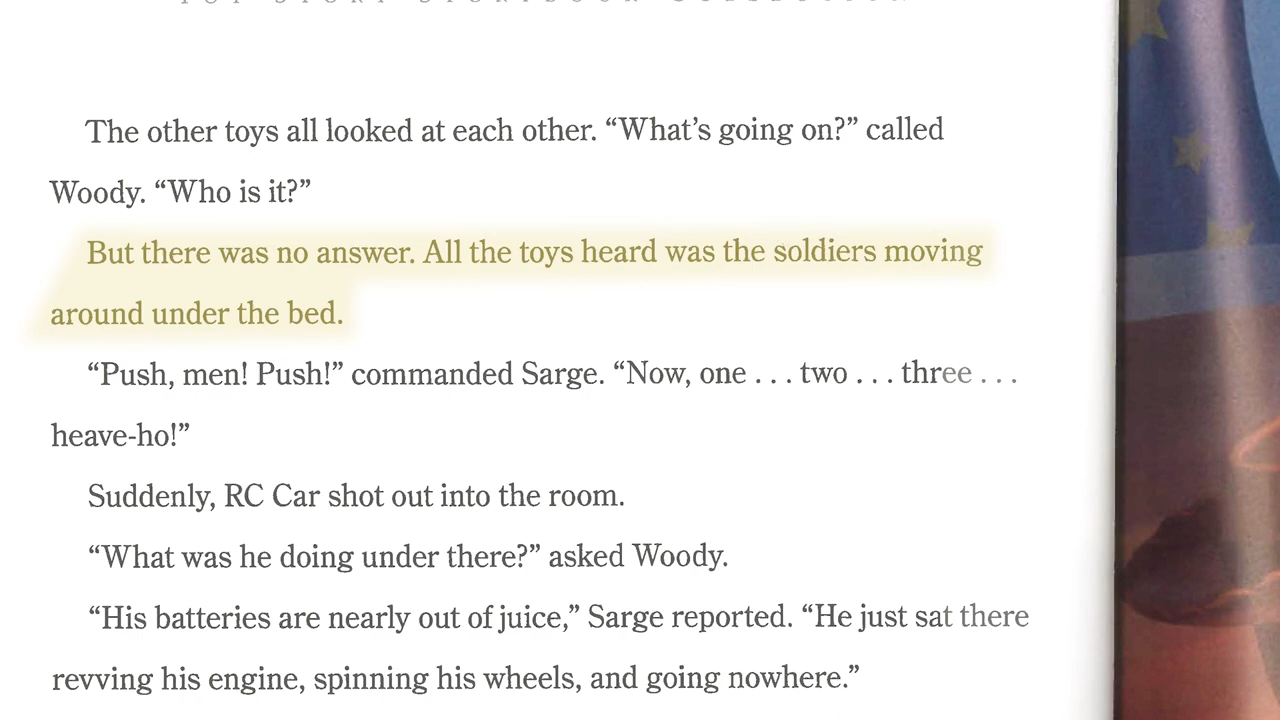 The other toys all looked at each other. “What’s going on?” called
Woody. “Who is it?”
But there was no answer. All the toys heard was the soldiers moving
around under the bed.
“Push, men! Push!” commanded Sarge. “Now, one . . . two . . . three . . .
heave-ho!”
Suddenly, RC Car shot out into the room.
“What was he doing under there?” asked Woody.
“His batteries are nearly out of juice,” Sarge reported. “He just sat there
revving his engine, spinning his wheels, and going nowhere.”